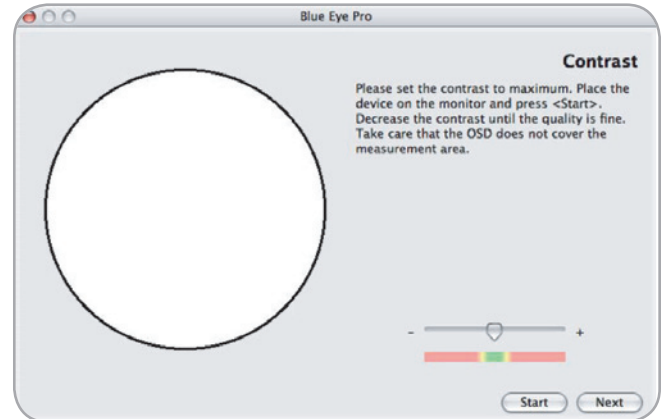 Blue Eye Pro
Contrast
Please set the contrast to maximum. Place the
device on the monitor and press <Start>.
Decrease the contrast until the quality is fine.
Take care that the OSD does not cover the
measurement area.
- +
Start Next